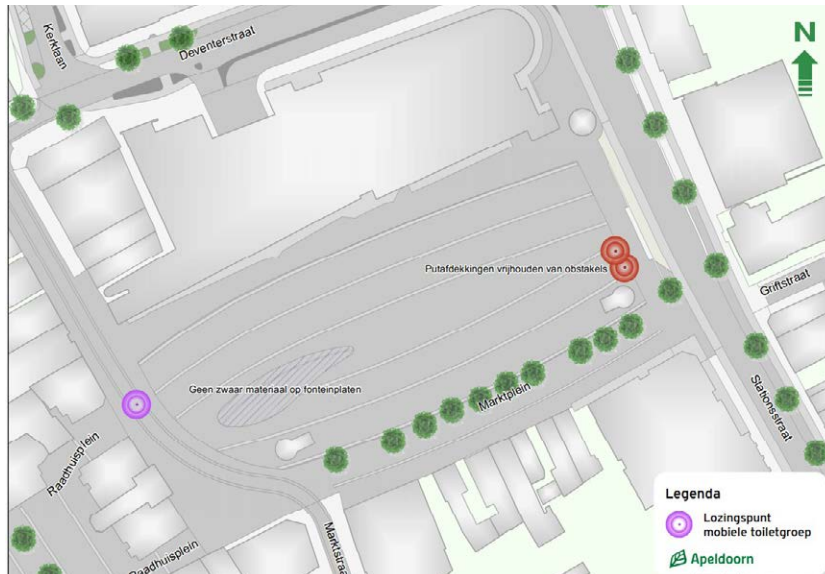 Kerklaan
Deventerstraat
N
Putafdekkingen vrijhouden van obstakels
Griftstraat
Geen zwaar materiaal op fonteinplaten
Marktplein
Stationsstraat
Raadhuisplein
Raadhuisplein
Marktstraat
Legenda
Lozingspunt
mobiele toiletgroep
Apeldoorn